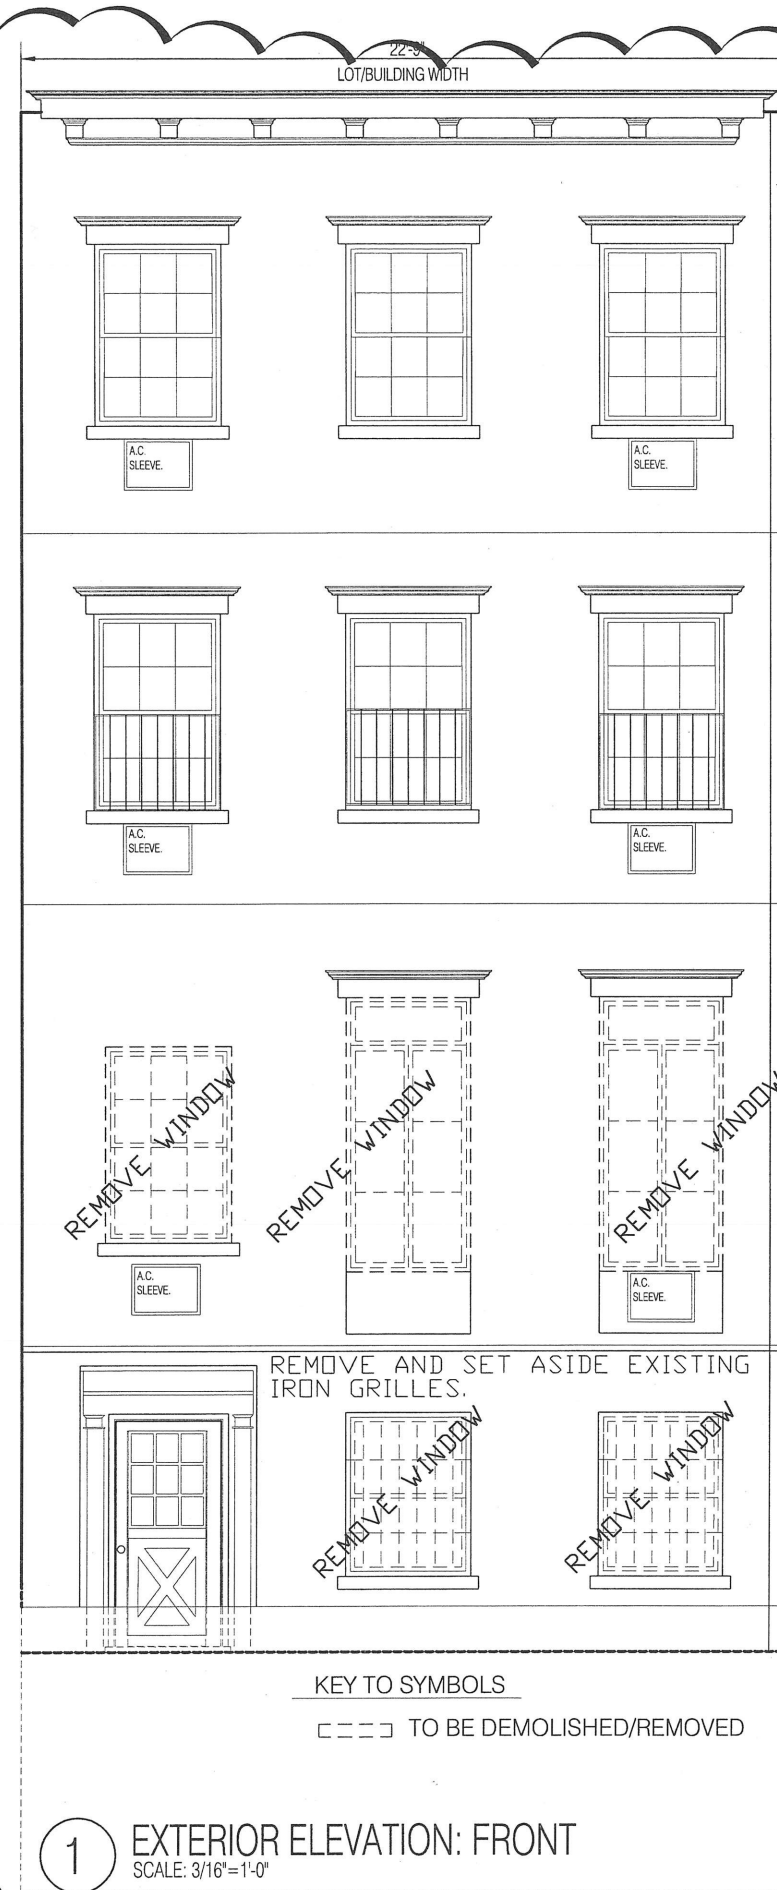 22'-9"
LOT/BUILDING WIDTH
A.C.
SLEEVE.
A.C.
SLEEVE.
A.C.
SLEEVE.
A.C.
SLEEVE.
REMOVE WINDOW
REMOVE WINDOW
REMOVE WINDOW
A.C.
SLEEVE.
A.C.
SLEEVE.
REMOVE AND SET ASIDE EXISTING
IRON GRILLES.
REMOVE WINDOW
REMOVE WINDOW
KEY TO SYMBOLS
TO BE DEMOLISHED/REMOVED
1
EXTERIOR ELEVATION: FRONT
SCALE: 3/16"=1'-0"